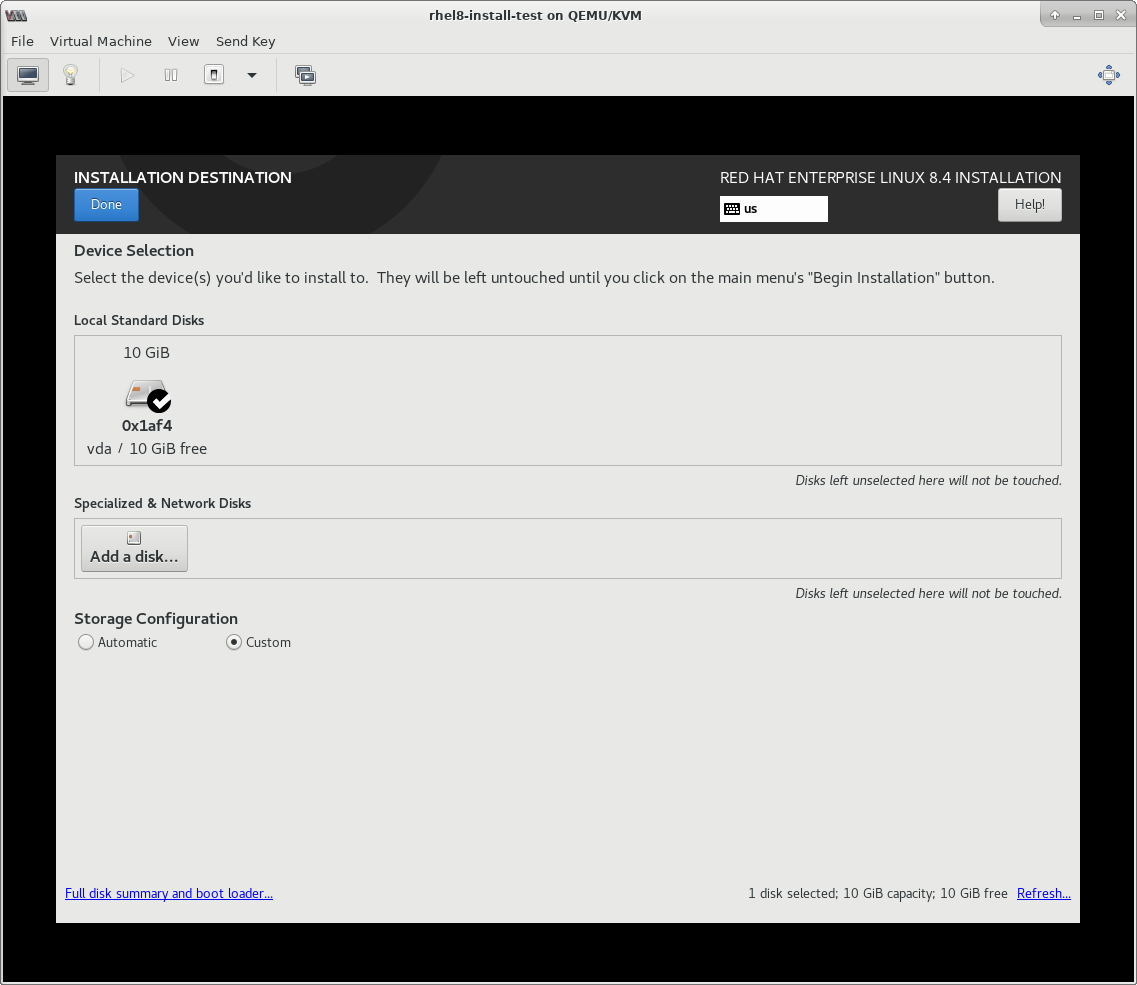 rhel8-install-test on QEMU/KVM
File Virtual Machine View Send Key
INSTALLATION DESTINATION
RED HAT ENTERPRISE LINUX 8.4 INSTALLATION
Done
us
Help!
Device Selection
Select the device(s) you'd like to install to.  They will be left untouched until you click on the main menu's "Begin Installation" button.
Local Standard Disks
10 GiB
0x1af4
vda / 10 GiB free
Disks left unselected here will not be touched.
Specialized & Network Disks
Add a disk...
Disks left unselected here will not be touched.
Storage Configuration
Automatic Custom
Full disk summary and boot loader...
1 disk selected; 10 GiB capacity; 10 GiB free Refresh...